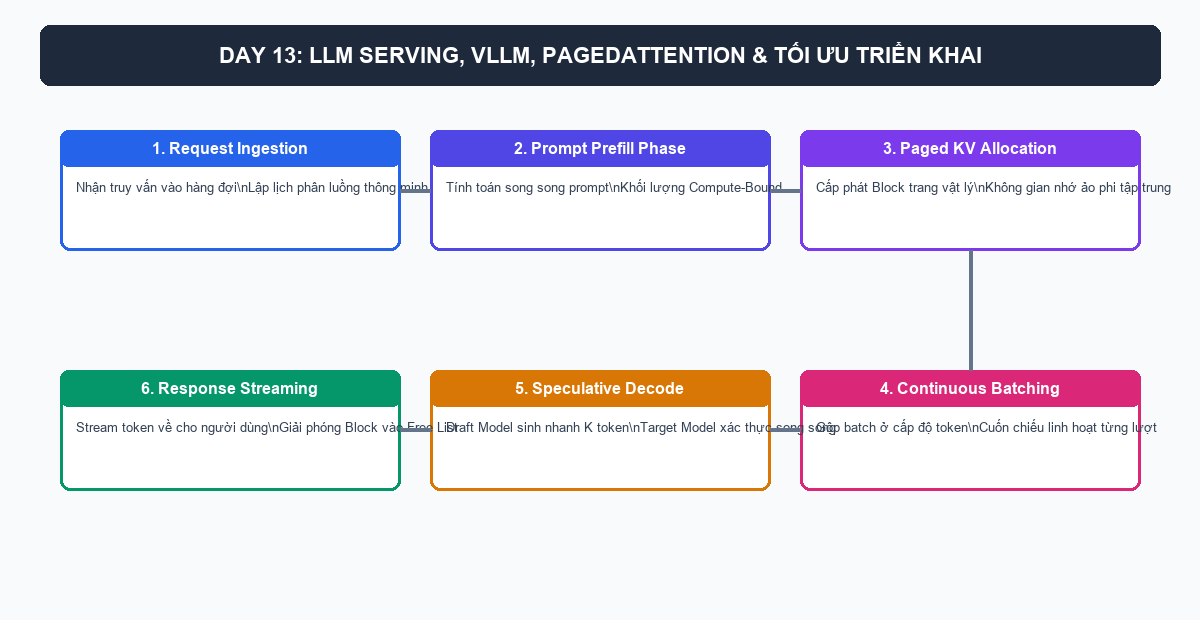 DAY 13: LLM SERVING, VLLM, PAGEDATTENTION & TỐI ƯU TRIỂN KHAI
1. Request Ingestion
Nhận truy vấn vào hàng đợi\nLập lịch phân luồng thông minh
2. Prompt Prefill Phase
Tính toán song song prompt\nKhối lượng Compute-Bound
3. Paged KV Allocation
Cấp phát Block trang vật lý\nKhông gian nhớ ảo phi tập trung
6. Response Streaming
Stream token về cho người dùng\nGiải phóng Block vào Free List
5. Speculative Decode
Draft Model sinh nhanh K token\nTarget Model xác thực song song
4. Continuous Batching
Gộp batch ở cấp độ token\nCuốn chiếu linh hoạt từng lượt